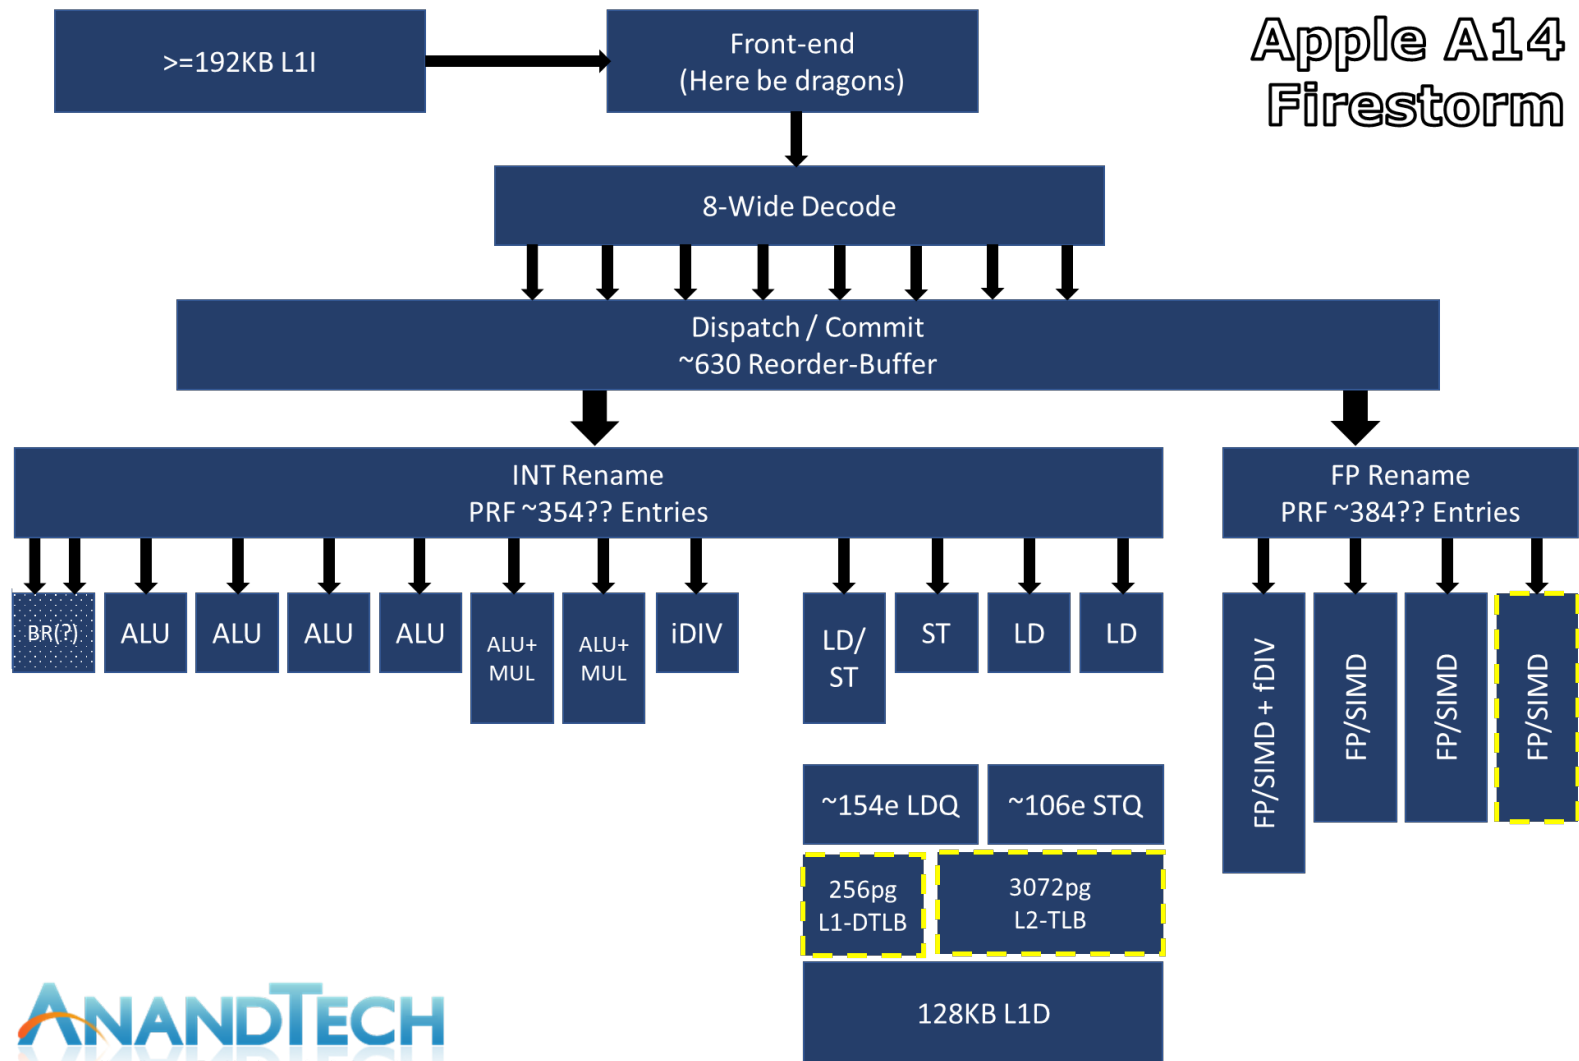 Apple A14
Firestorm
>=192KB L1I
Front-end
(Here be dragons)
8-Wide Decode
Dispatch / Commit
~630 Reorder-Buffer
INT Rename
PRF ~354?? Entries
FP Rename
PRF ~384?? Entries
BR(?)
ALU
ALU
ALU
ALU
ALU+
MUL
ALU+
MUL
iDIV
LD/
ST
ST
LD
LD
FP/SIMD + fDIV
FP/SIMD
FP/SIMD
FP/SIMD
~154e LDQ
~106e STQ
256pg
L1-DTLB
3072pg
L2-TLB
128KB L1D
ANANDTECH